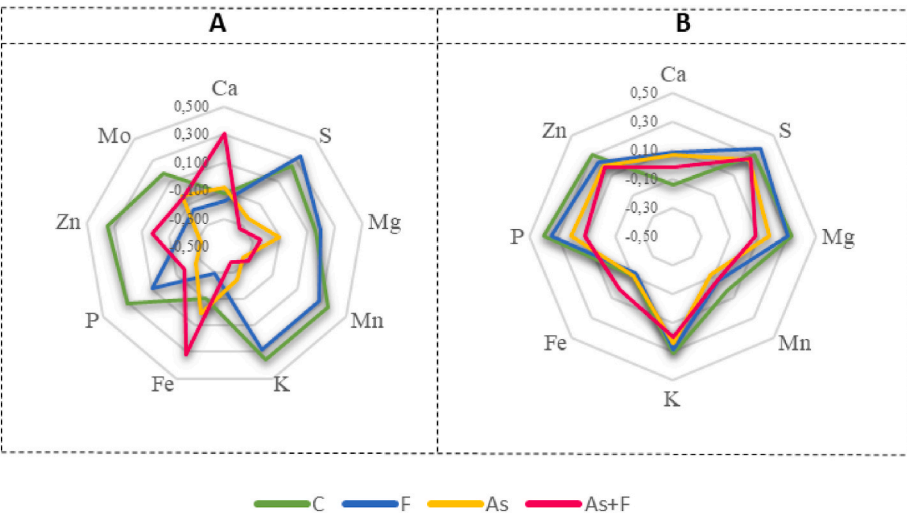 A
B
Ca
0,500
0,300
0,100
-0,100
-0,300
-0,500
S
Mg
Mn
K
Fe
P
Zn
Mo
Ca
0,50
0,30
0,10
-0,10
-0,30
-0,50
S
Mg
Mn
K
Fe
P
Zn
C F As As+F